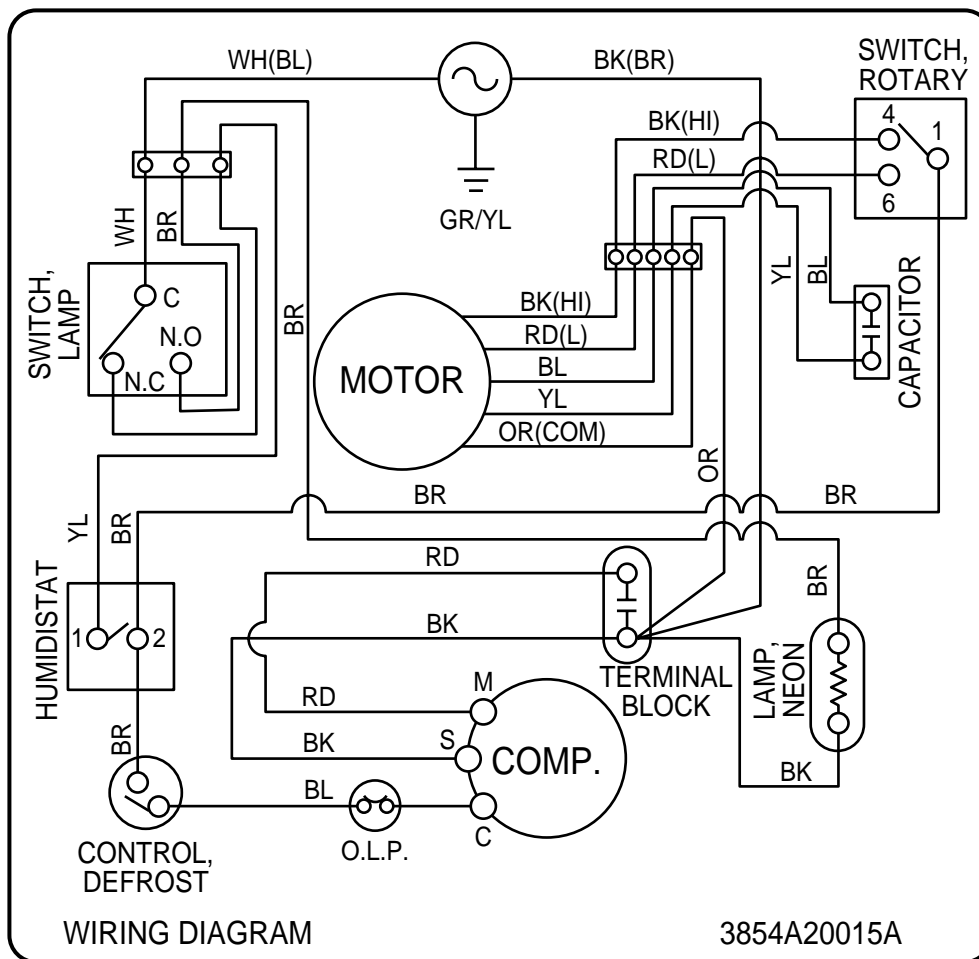 WH(BL)
BK(BR)
SWITCH,
ROTARY
BK(HI)
4
1
RD(L)
6
GR/YL
WH
BR
SWITCH,
LAMP
C
N.O
N.C
BR
BK(HI)
RD(L)
MOTOR
BL
YL
OR(COM)
YL
BL
CAPACITOR
OR
BR
BR
YL
BR
RD
BR
HUMIDISTAT
1
2
BK
TERMINAL
BLOCK
LAMP,
NEON
M
RD
S
BK
COMP.
BR
BK
BL
C
O.L.P.
CONTROL,
DEFROST
WIRING DIAGRAM
3854A20015A